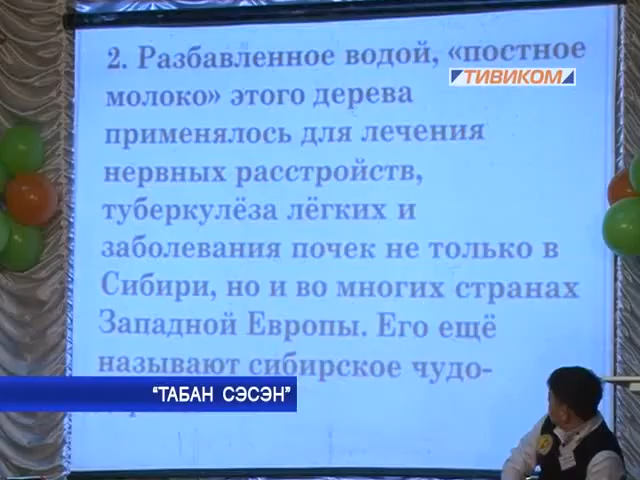 2. Разбавленное водой, «постное
ТИВИКОМ
молоко» этого дерева
применялось для лечения
нервных расстройств,
туберкулёза лёгких и
заболевания почек не только в
Сибири, но и во многих странах
Западной Европы. Его ещё
называют сибирское чудо-
"ТАБАН СЭСЭН"